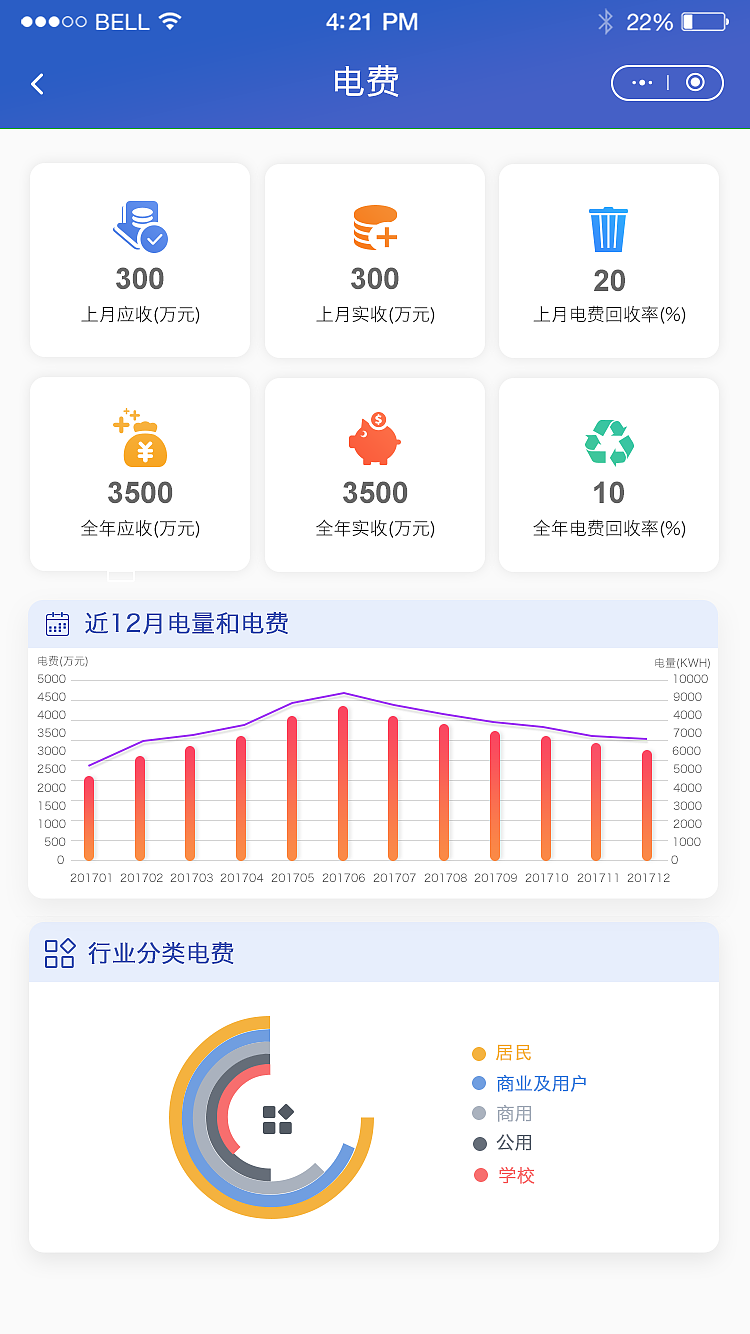 BELL 4:21 PM 22%
电费
300 300 20
上月应收(万元) 上月实收(万元) 上月电费回收率(%)
3500 3500 10
全年应收(万元) 全年实收(万元) 全年电费回收率(%)
近12月电量和电费
电费(万元) 电量(KWH)
5000 10000
4500 9000
4000 4000
3500 7000
3000 6000
2500 5000
2000 4000
1500 3000
1000 2000
500 1000
0 0
201701 201702 201703 201704 201705 201706 201707 201708 201709 201710 201711 201712
行业分类电费
居民
商业及用户
商用
公用
学校